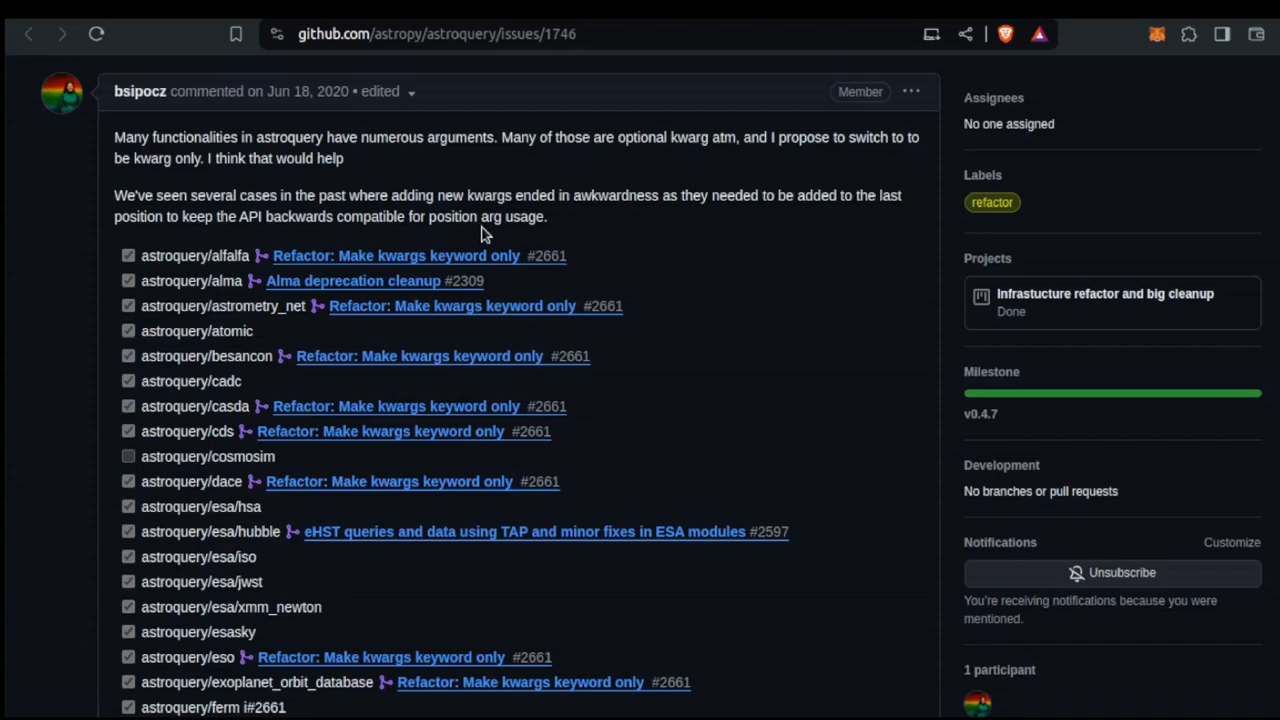 github.com/astropy/astroquery/issues/1746
bsipocz commented on Jun 18, 2020 • edited
Member
Many functionalities in astroquery have numerous arguments. Many of those are optional kwarg atm, and I propose to switch to to
be kwarg only. I think that would help
We've seen several cases in the past where adding new kwargs ended in awkwardness as they needed to be added to the last
position to keep the API backwards compatible for position arg usage.
astroquery/alfalfa Refactor: Make kwargs keyword only #2661
astroquery/alma Alma deprecation cleanup #2309
astroquery/astrometry_net Refactor: Make kwargs keyword only #2661
astroquery/atomic
astroquery/besancon Refactor: Make kwargs keyword only #2661
astroquery/cadc
astroquery/casda Refactor: Make kwargs keyword only #2661
astroquery/cds Refactor: Make kwargs keyword only #2661
astroquery/cosmosim
astroquery/dace Refactor: Make kwargs keyword only #2661
astroquery/esa/hsa
astroquery/esa/hubble eHST queries and data using TAP and minor fixes in ESA modules #2597
astroquery/esa/iso
astroquery/esa/jwst
astroquery/esa/xmm_newton
astroquery/esasky
astroquery/eso Refactor: Make kwargs keyword only #2661
astroquery/exoplanet_orbit_database Refactor: Make kwargs keyword only #2661
astroquery/ferm i#2661
Assignees
No one assigned
Labels
refactor
Projects
Infrastucture refactor and big cleanup
Done
Milestone
v0.4.7
Development
No branches or pull requests
Notifications Customize
Unsubscribe
You're receiving notifications because you were
mentioned.
1 participant